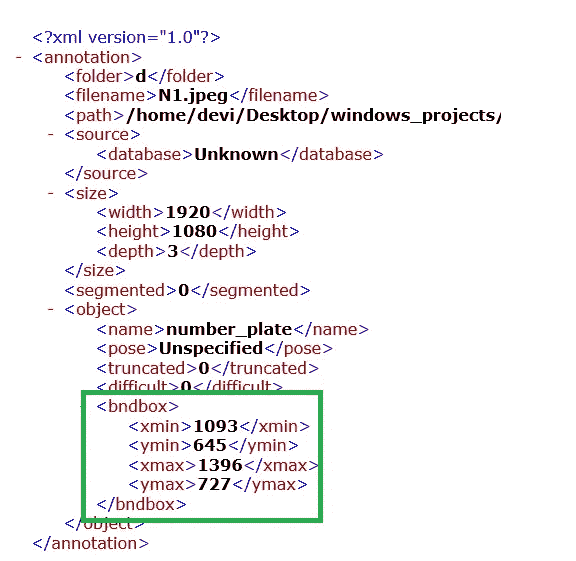 <?xml version="1.0"?>
- <annotation>
<folder>d</folder>
<filename>N1.jpeg</filename>
<path>/home/devi/Desktop/windows_projects/
- <source>
<database>Unknown</database>
</source>
- <size>
<width>1920</width>
<height>1080</height>
<depth>3</depth>
</size>
<segmented>0</segmented>
- <object>
<name>number_plate</name>
<pose>Unspecified</pose>
<truncated>0</truncated>
<difficult>0</difficult>
<bndbox>
<xmin>1093</xmin>
<ymin>645</ymin>
<xmax>1396</xmax>
<ymax>727</ymax>
</bndbox>
</object>
</annotation>